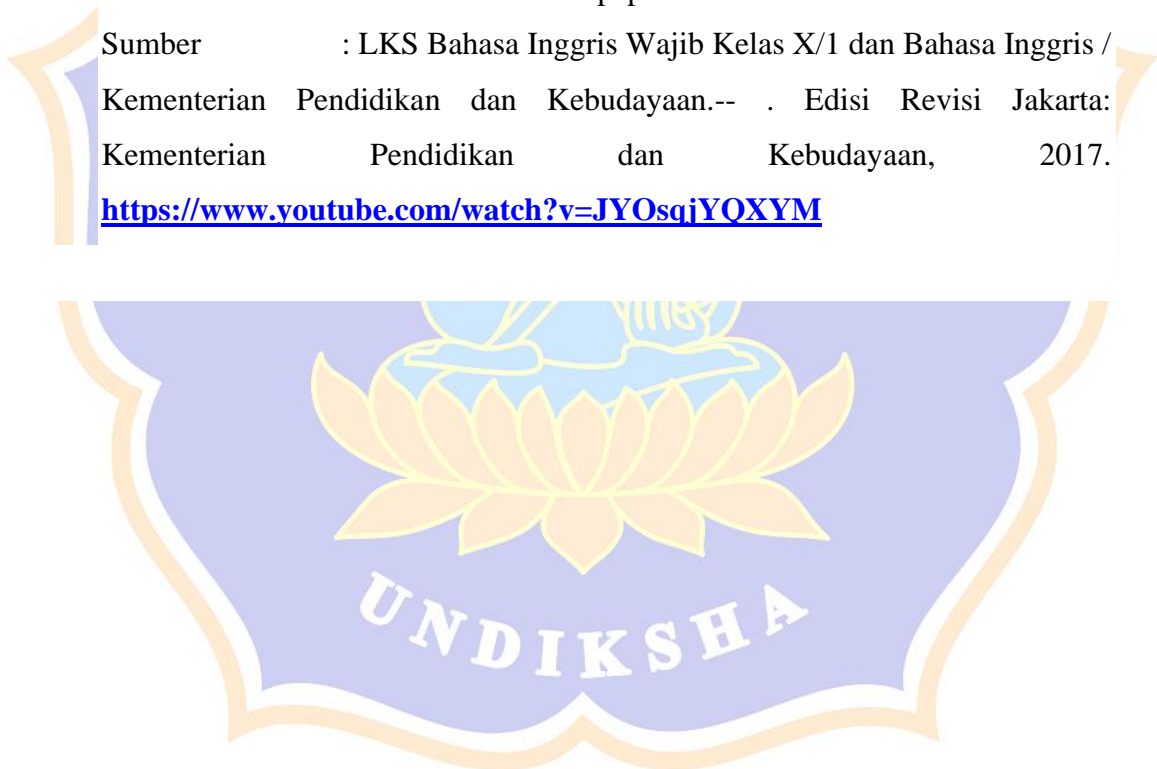 Sumber : LKS Bahasa Inggris Wajib Kelas X/1 dan Bahasa Inggris /
Kementerian Pendidikan dan Kebudayaan.-- . Edisi Revisi Jakarta:
Kementerian Pendidikan dan Kebudayaan, 2017.
https://www.youtube.com/watch?v=JYOsqjYQXYM
UNDIKSHA